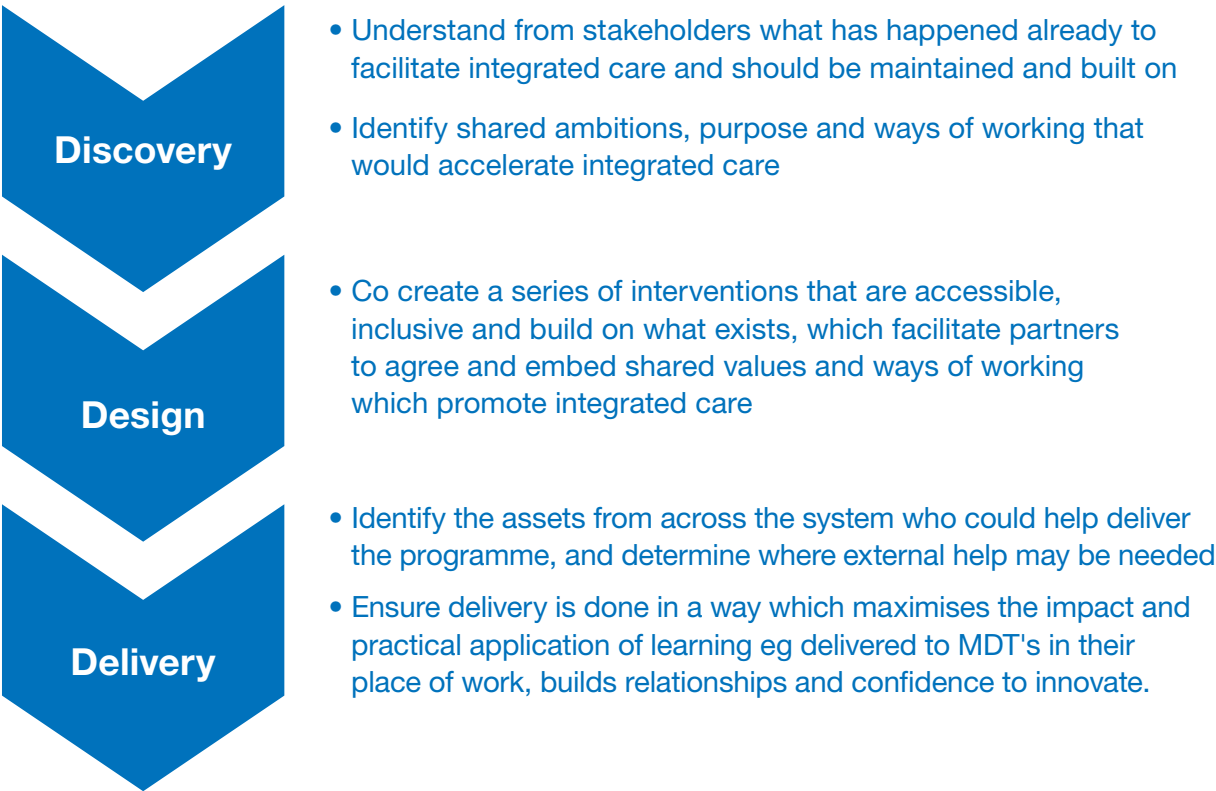 Discovery
• Understand from stakeholders what has happened already to
facilitate integrated care and should be maintained and built on
• Identify shared ambitions, purpose and ways of working that
would accelerate integrated care
Design
• Co create a series of interventions that are accessible,
inclusive and build on what exists, which facilitate partners
to agree and embed shared values and ways of working
which promote integrated care
Delivery
• Identify the assets from across the system who could help deliver
the programme, and determine where external help may be needed
• Ensure delivery is done in a way which maximises the impact and
practical application of learning eg delivered to MDT's in their
place of work, builds relationships and confidence to innovate.